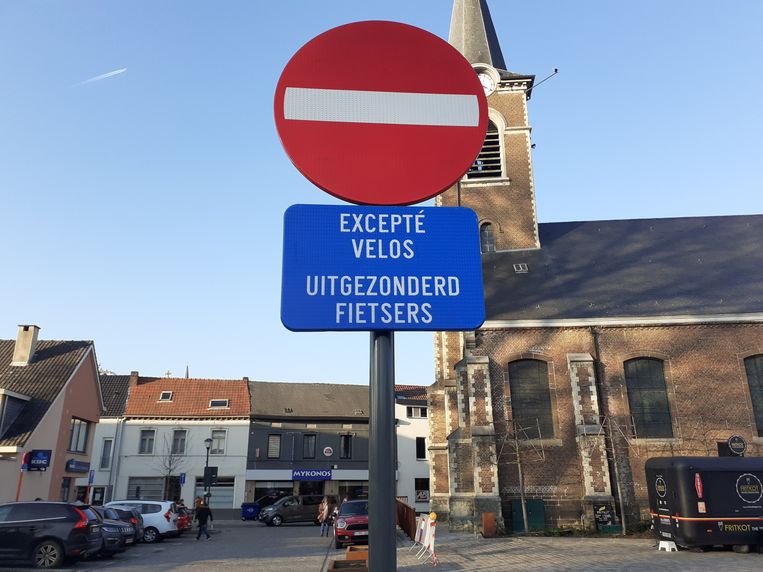 EXCEPTÉ
VELOS
UITGEZONDERD
FIETSERS
MYKONOS
KBC
FRITKOT